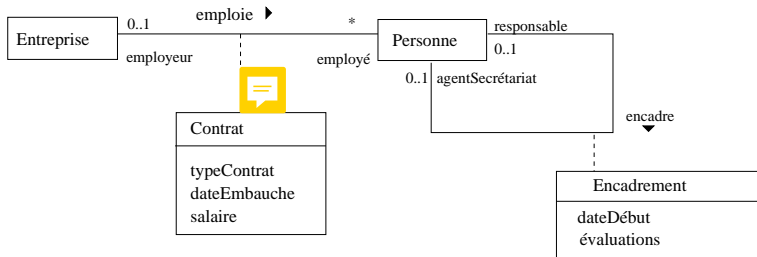 emploie
0..1
*
Entreprise
employeur
employé
Personne
responsable
0..1
0..1
agentSecrétariat
encadre
Contrat
typeContrat
dateEmbauche
salaire
Encadrement
dateDébut
évaluations